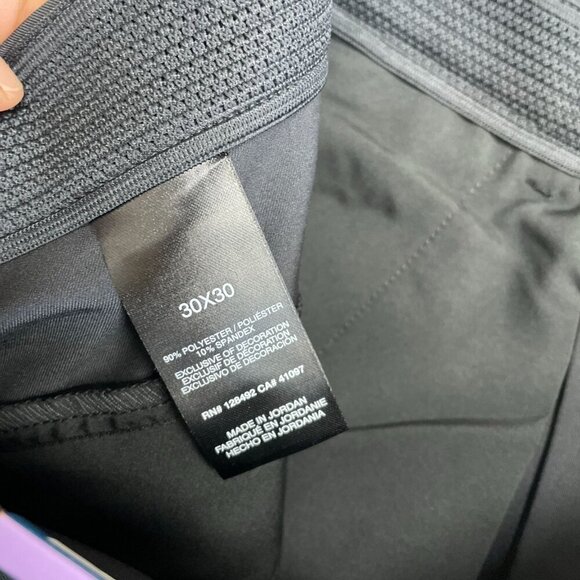 30X30
90% POLYESTER / POLIÉSTER
10% SPANDEX
EXCLUSIVE OF DECORATION
EXCLUSIF DE DÉCORATION
EXCLUSIVO DE DECORACIÓN
RN# 128492 CA# 41097
MADE IN JORDAN
FABRIQUE EN JORDANIE
HECHO EN JORDANIA